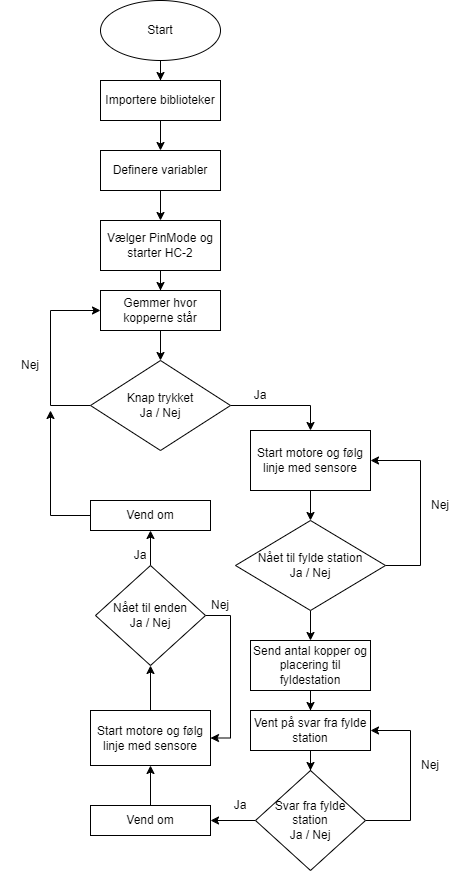 Start
Importere biblioteker
Definere variabler
Vælger PinMode og
starter HC-2
Gemmer hvor
kopperne står
Nej
Knap trykket
Ja / Nej
Ja
Start motore og følg
linje med sensore
Nej
Nået til fylde station
Ja / Nej
Send antal kopper og
placering til
fyldestation
Vent på svar fra fylde
station
Nej
Svar fra fylde
station
Ja / Nej
Ja
Vend om
Start motore og følg
linje med sensore
Nej
Nået til enden
Ja / Nej
Ja
Vend om